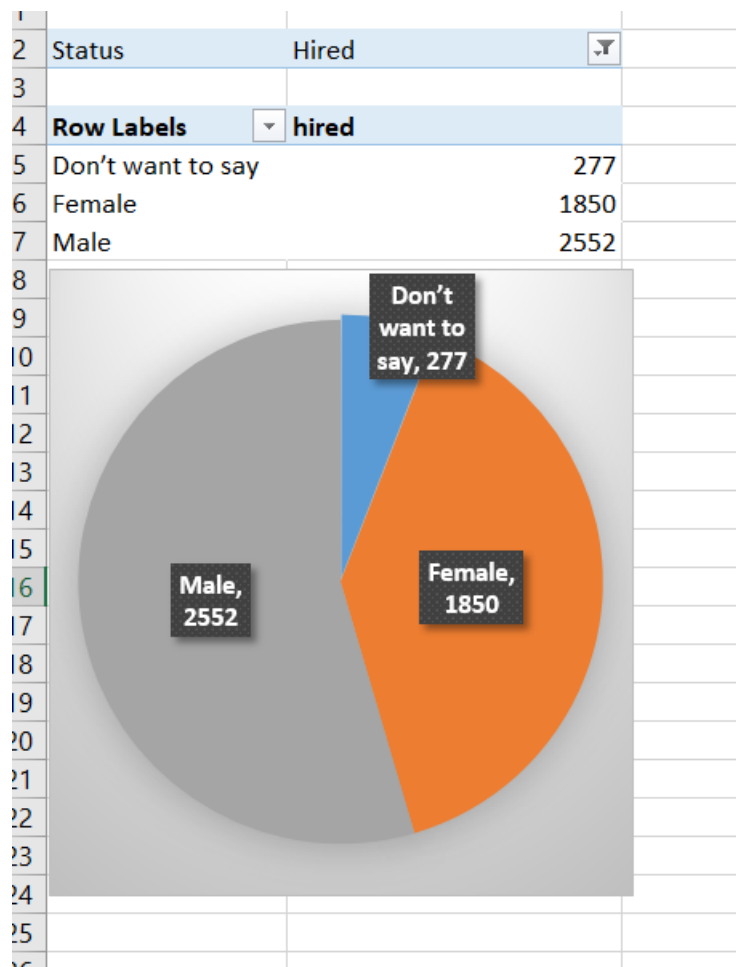 2 Status Hired
3
4 Row Labels hired
5 Don’t want to say 277
6 Female 1850
7 Male 2552
8
9
10
11
12
13
14
15
16
17
18
19
20
21
22
23
24
25
Don’t
want to
say, 277
Male,
2552
Female,
1850